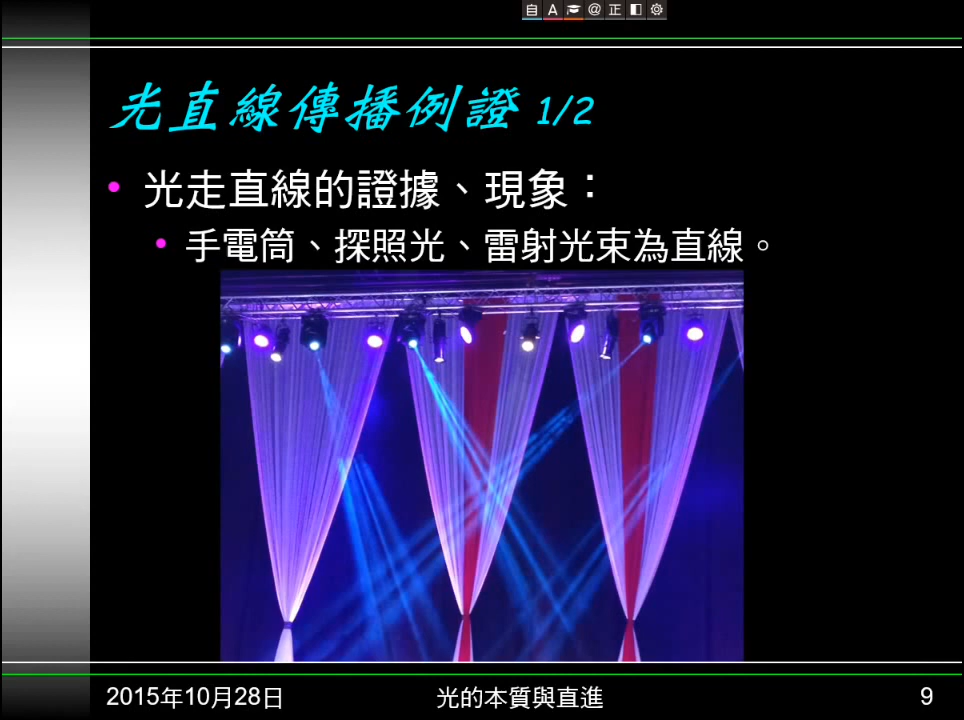 自 A @ 正
光直線傳播例證 1/2
光走直線的證據、現象：
手電筒、探照光、雷射光束為直線。
2015年10月28日 光的本質與直進 9